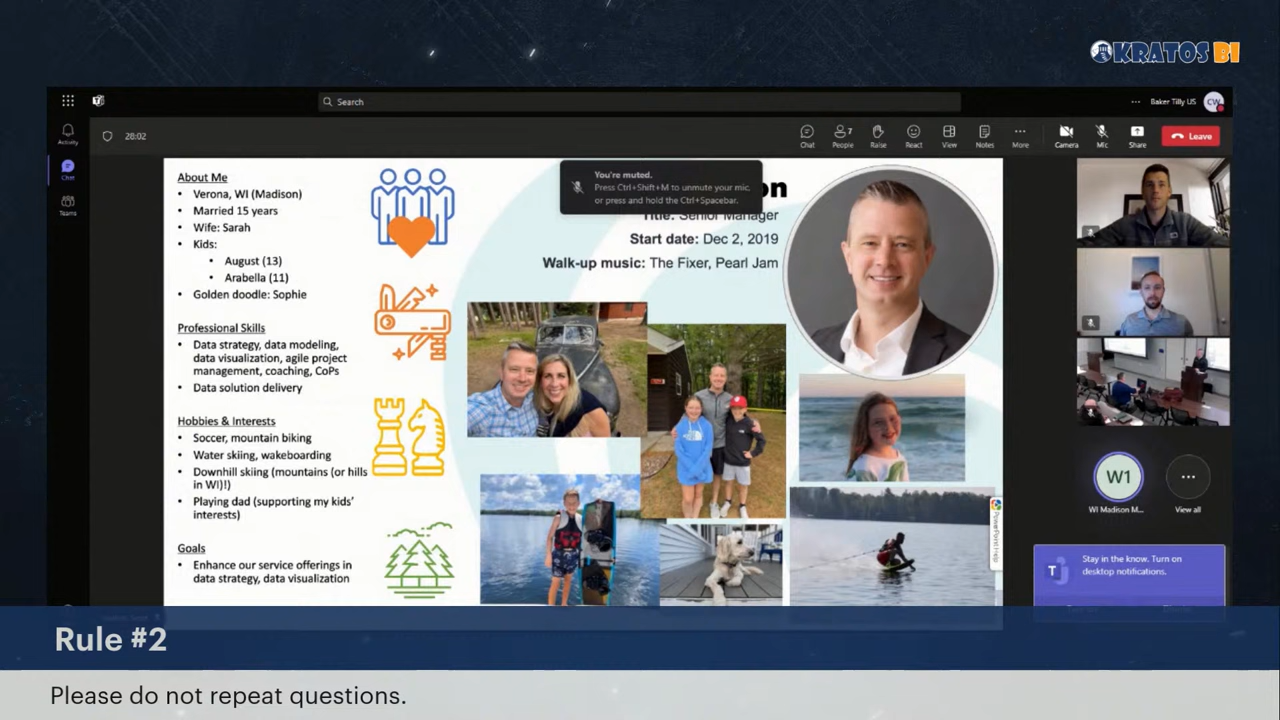 KRATOS BI
Search
Baker Tilly US
CW
Activity
Chat
Teams
28:02
Chat
People
7
Raise
React
View
Notes
More
Camera
Mic
Share
Leave
You're muted.
Press Ctrl+Shift+M to unmute your mic,
or press and hold the Ctrl+Spacebar.
on
Title: Senior Manager
Start date: Dec 2, 2019
Walk-up music: The Fixer, Pearl Jam
About Me
• Verona, WI (Madison)
• Married 15 years
• Wife: Sarah
• Kids:
• August (13)
• Arabella (11)
• Golden doodle: Sophie
Professional Skills
• Data strategy, data modeling,
data visualization, agile project
management, coaching, CoPs
• Data solution delivery
Hobbies & Interests
• Soccer, mountain biking
• Water skiing, wakeboarding
• Downhill skiing (mountains (or hills
in WI)!)
• Playing dad (supporting my kids'
interests)
Goals
• Enhance our service offerings in
data strategy, data visualization
PowerPoint Help
W1
WI Madison M...
View all
T
Stay in the know. Turn on
desktop notifications.
Rule #2
Please do not repeat questions.